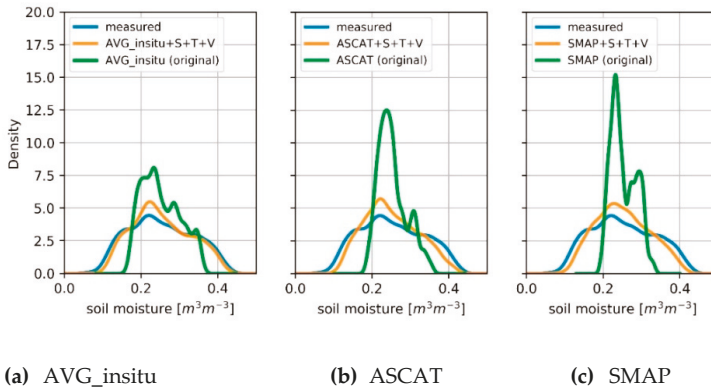 20.0
17.5
15.0
12.5
10.0
7.5
5.0
2.5
0.0
Density
measured
AVG_insitu+S+T+V
AVG_insitu (original)
0.0 0.2 0.4
soil moisture [m³m⁻³]
measured
ASCAT+S+T+V
ASCAT (original)
0.0 0.2 0.4
soil moisture [m³m⁻³]
measured
SMAP+S+T+V
SMAP (original)
0.0 0.2 0.4
soil moisture [m³m⁻³]
(a) AVG_insitu (b) ASCAT (c) SMAP